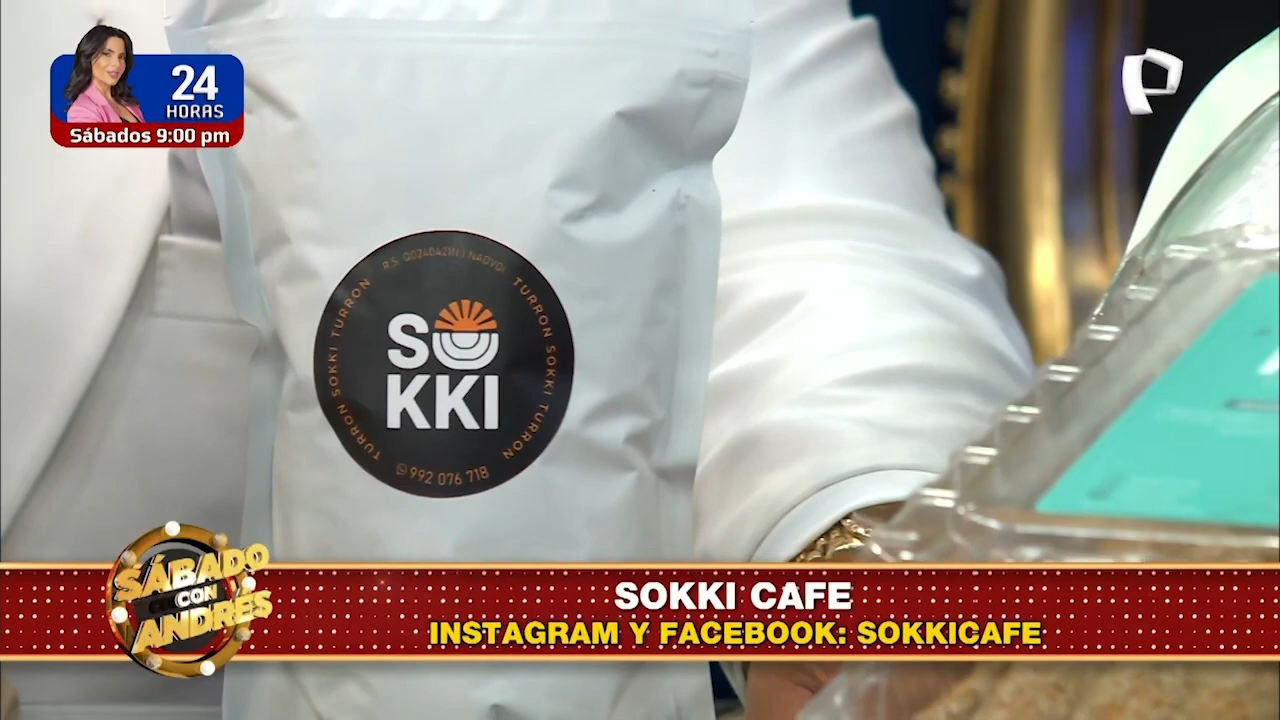 24
HORAS
Sábados 9:00 pm
TURRON SOKKI TURRON
TURRON SOKKI TURRON
SO
KKI
992 076 718
SÁBADO
CON
ANDRÉS
SOKKI CAFE
INSTAGRAM Y FACEBOOK: SOKKICAFE